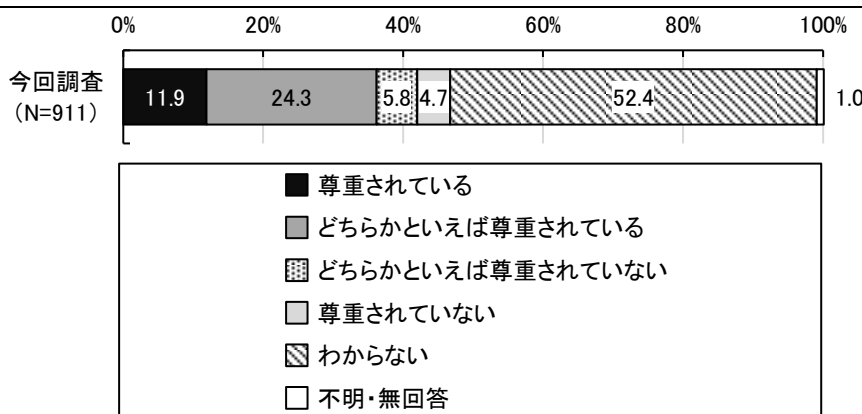 0% 20% 40% 60% 80% 100%
今回調査
（N=911）
11.9 24.3 5.8 4.7 52.4 1.0
尊重されている
どちらかといえば尊重されている
どちらかといえば尊重されていない
尊重されていない
わからない
不明・無回答